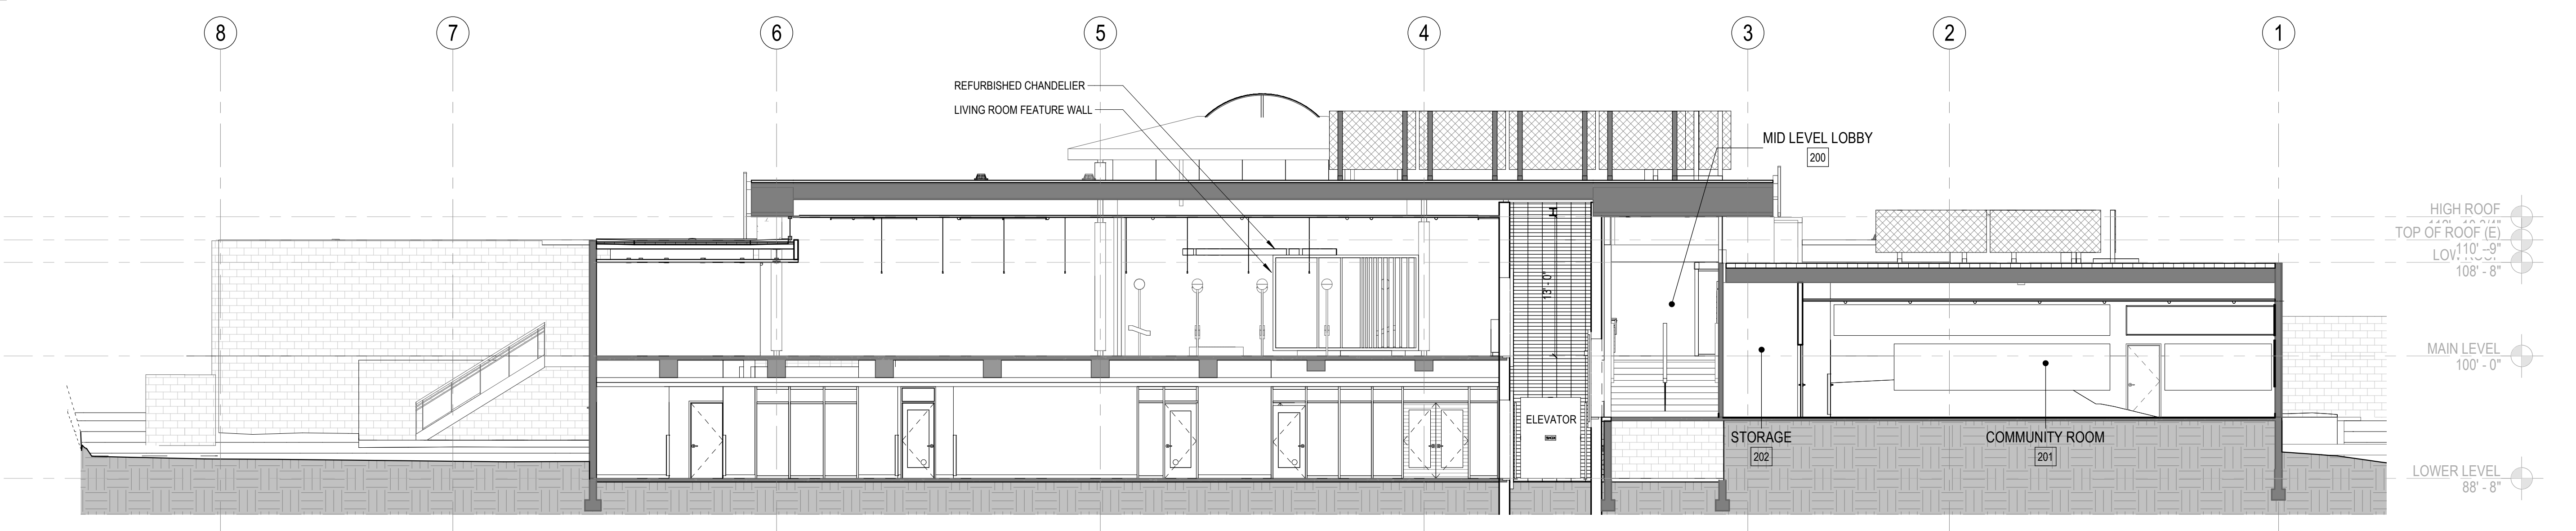 8 7 6 5 4 3 2 1
REFURBISHED CHANDELIER
LIVING ROOM FEATURE WALL
MID LEVEL LOBBY
200
HIGH ROOF
TOP OF ROOF (E)
110' - 9"
108' - 8"
13' - 0"
MAIN LEVEL
100' - 0"
ELEVATOR
STORAGE
202
COMMUNITY ROOM
201
LOWER LEVEL
88' - 8"